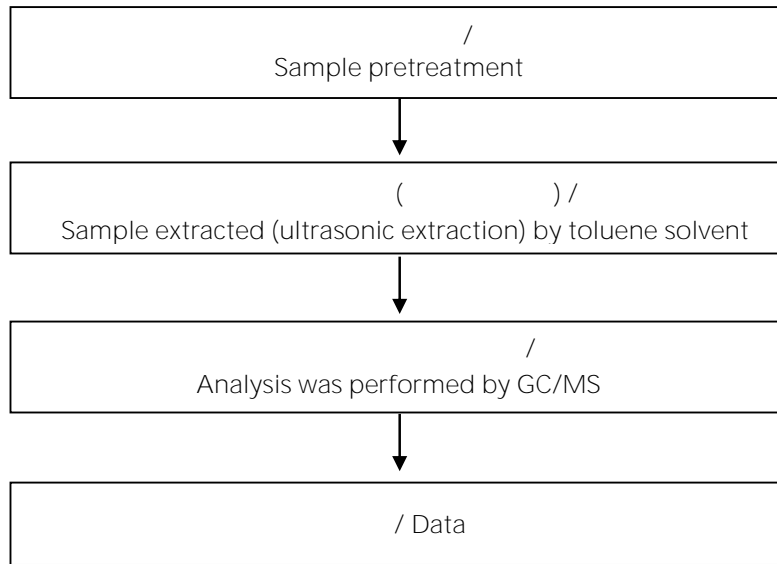 /
Sample pretreatment
( ) /
Sample extracted (ultrasonic extraction) by toluene solvent
/
Analysis was performed by GC/MS
/ Data